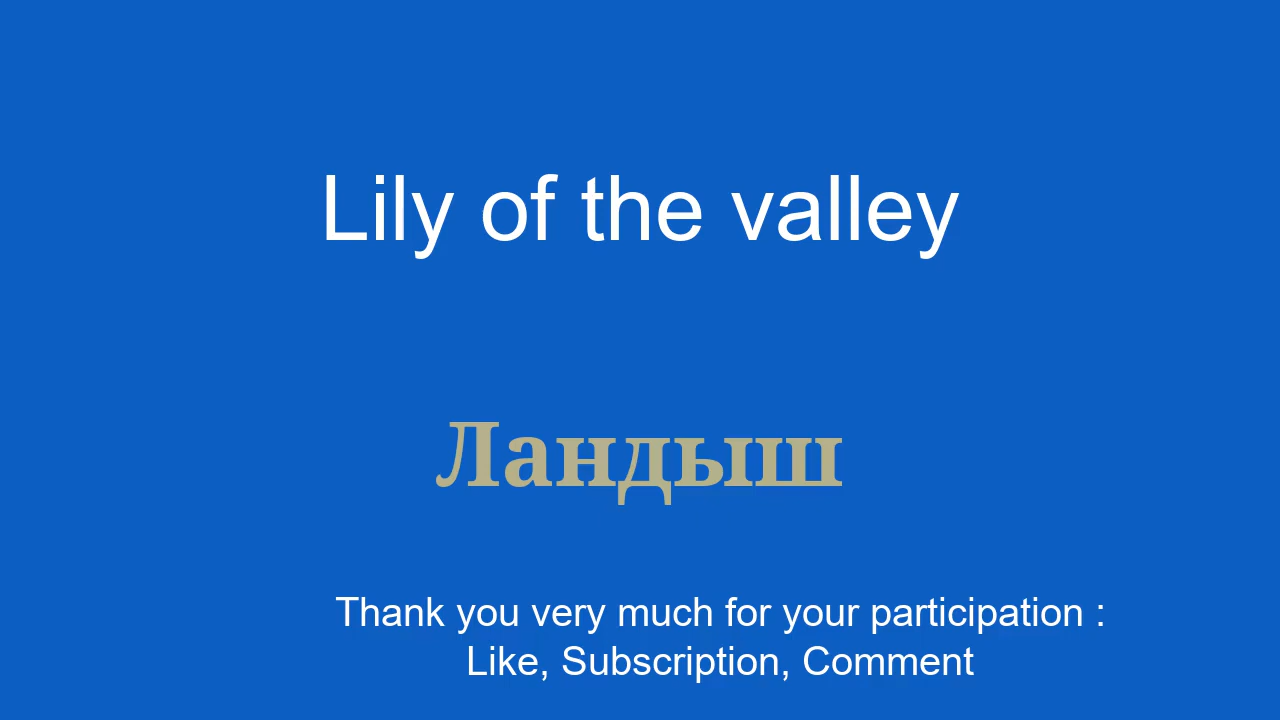 Lily of the valley
Ландыш
Thank you very much for your participation :
Like, Subscription, Comment